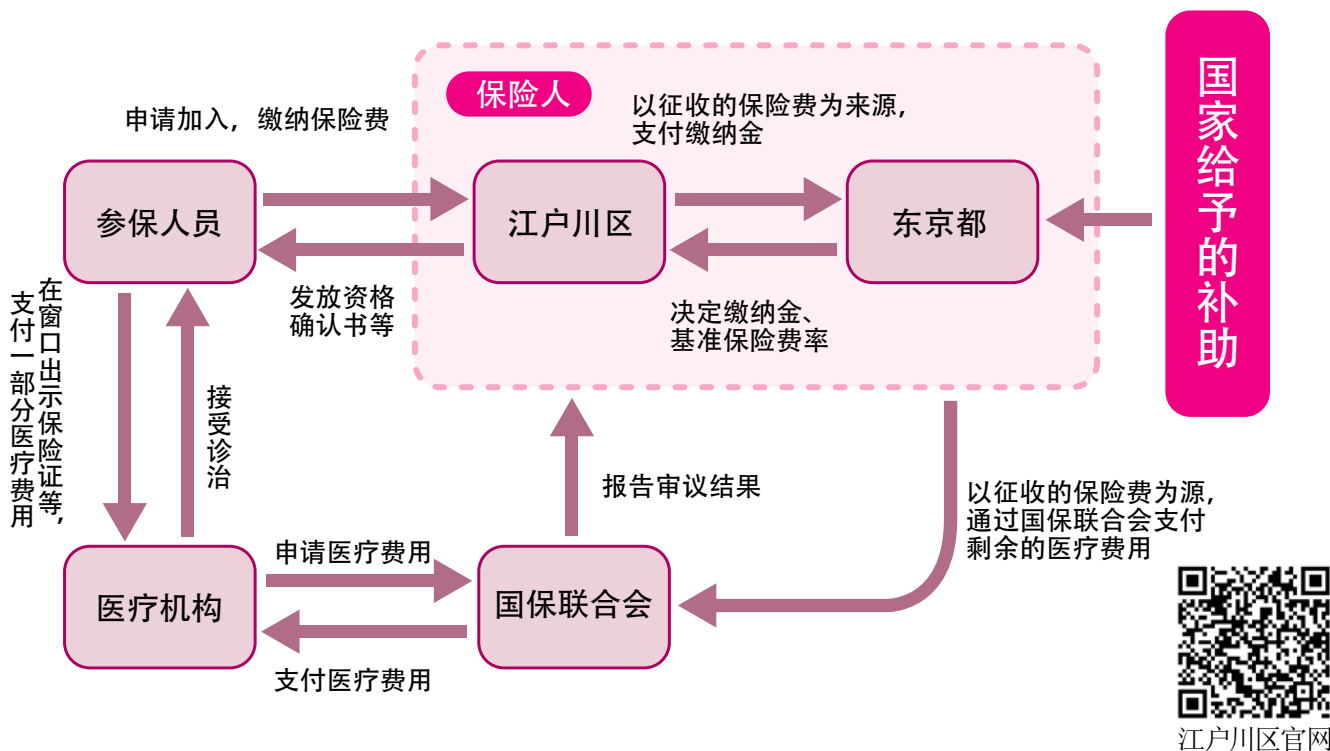 保险人
国家给予的补助
申请加入，缴纳保险费
以征收的保险费为来源，
支付缴纳金
参保人员
江户川区
东京都
发放资格
确认书等
决定缴纳金、
基准保险费率
在窗口出示保险证等，
支付一部分医疗费用
接受诊治
报告审议结果
以征收的保险费为源，
通过国保联合会支付
剩余的医疗费用
申请医疗费用
医疗机构
国保联合会
支付医疗费用
江户川区官网